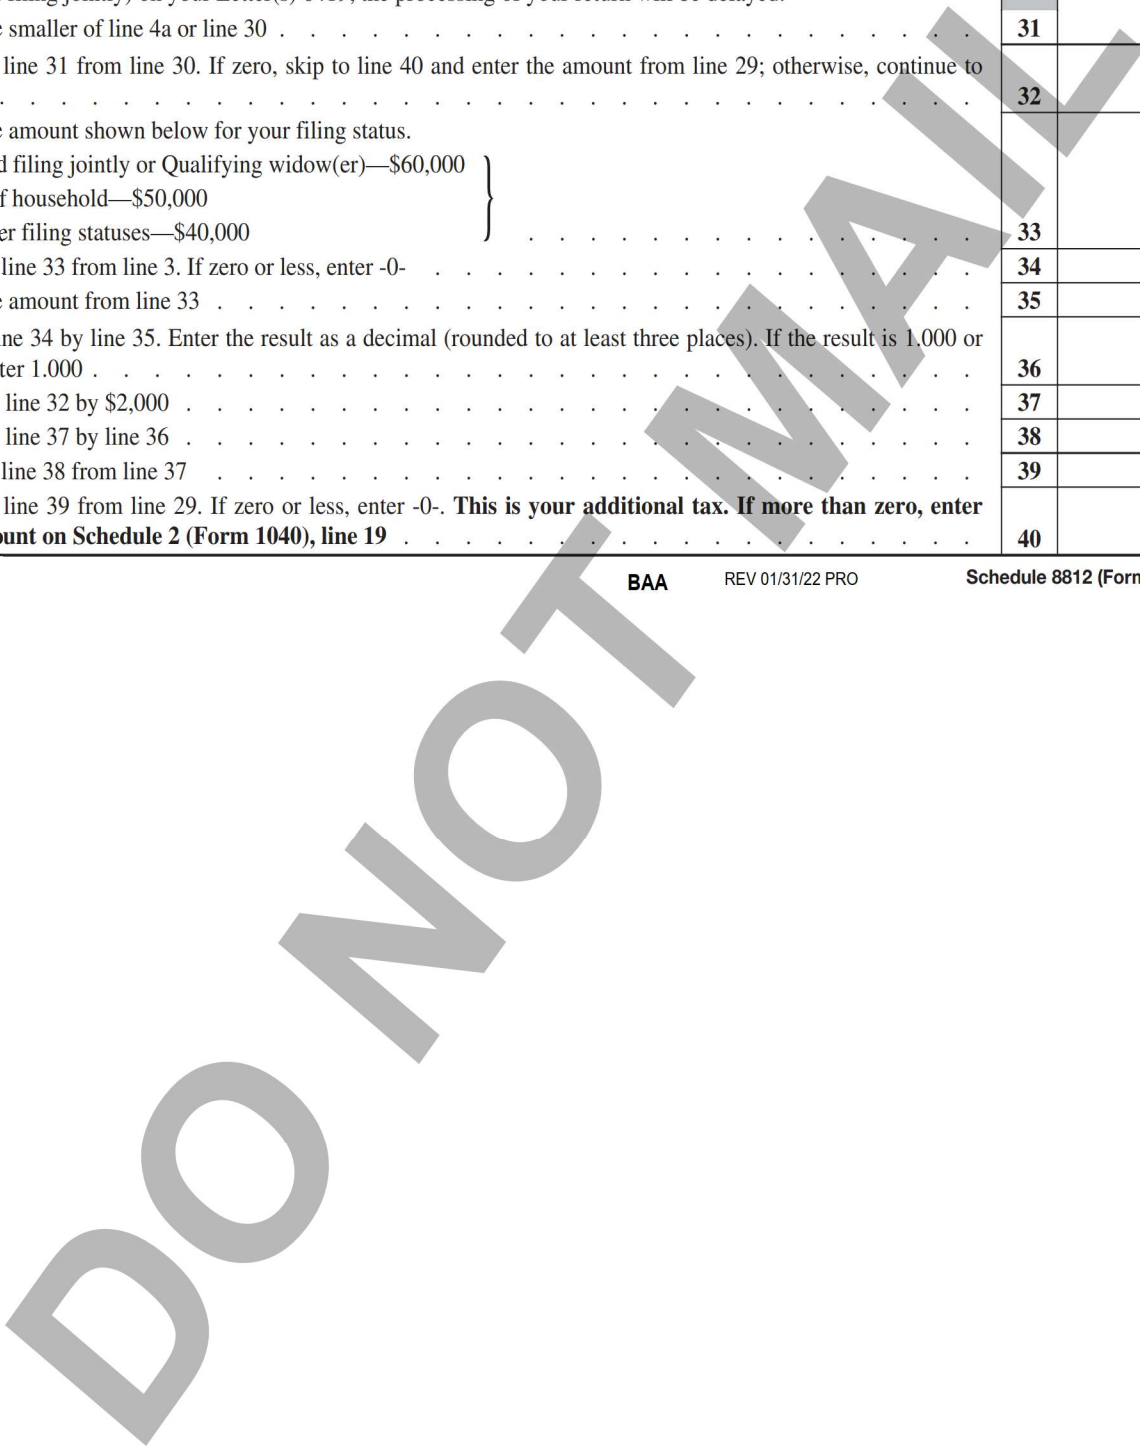 smaller of line 4a or line 30 31
line 31 from line 30. If zero, skip to line 40 and enter the amount from line 29; otherwise, continue to
32
amount shown below for your filing status.
filing jointly or Qualifying widow(er)—$60,000
household—$50,000
filing statuses—$40,000 33
line 33 from line 3. If zero or less, enter -0- 34
amount from line 33 35
line 34 by line 35. Enter the result as a decimal (rounded to at least three places). If the result is 1.000 or
1.000 36
line 32 by $2,000 37
line 37 by line 36 38
line 38 from line 37 39
line 39 from line 29. If zero or less, enter -0-. This is your additional tax. If more than zero, enter
on Schedule 2 (Form 1040), line 19 40
BAA REV 01/31/22 PRO Schedule 8812 (Form
DO NOT MAIL